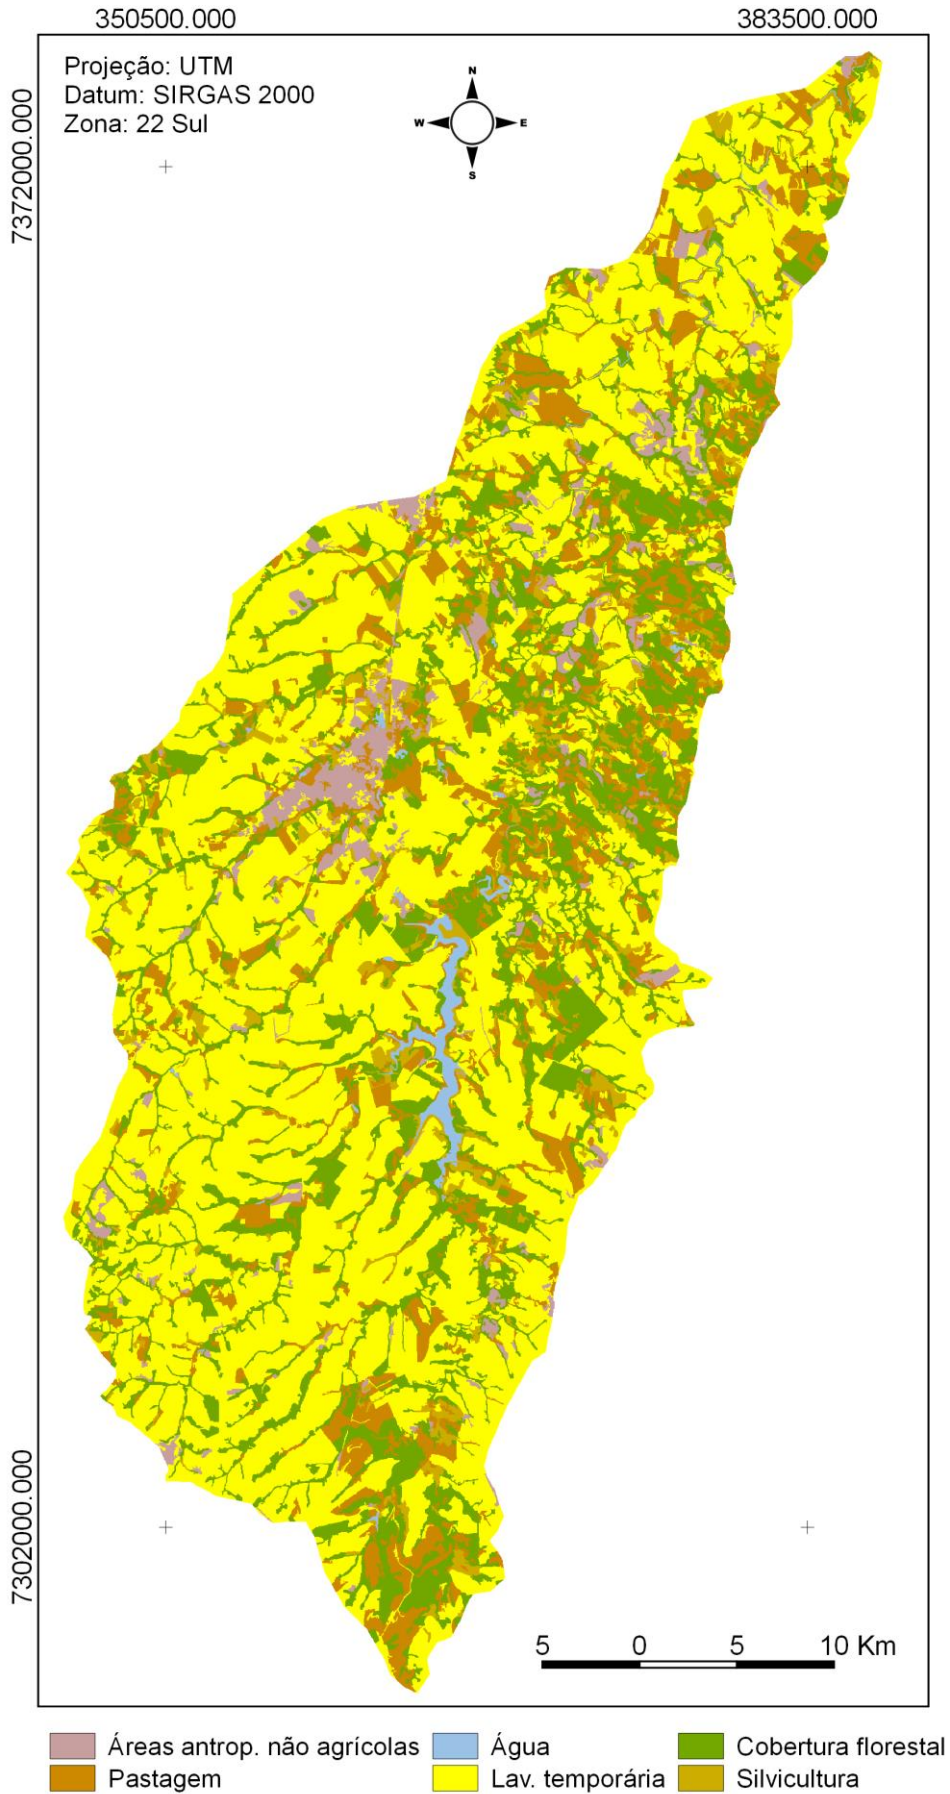 350500.000
383500.000
Projeção: UTM
Datum: SIRGAS 2000
Zona: 22 Sul
N
W
E
S
7372000.000
7302000.000
5 0 5 10 Km
Áreas antrop. não agrícolas
Água
Cobertura florestal
Pastagem
Lav. temporária
Silvicultura